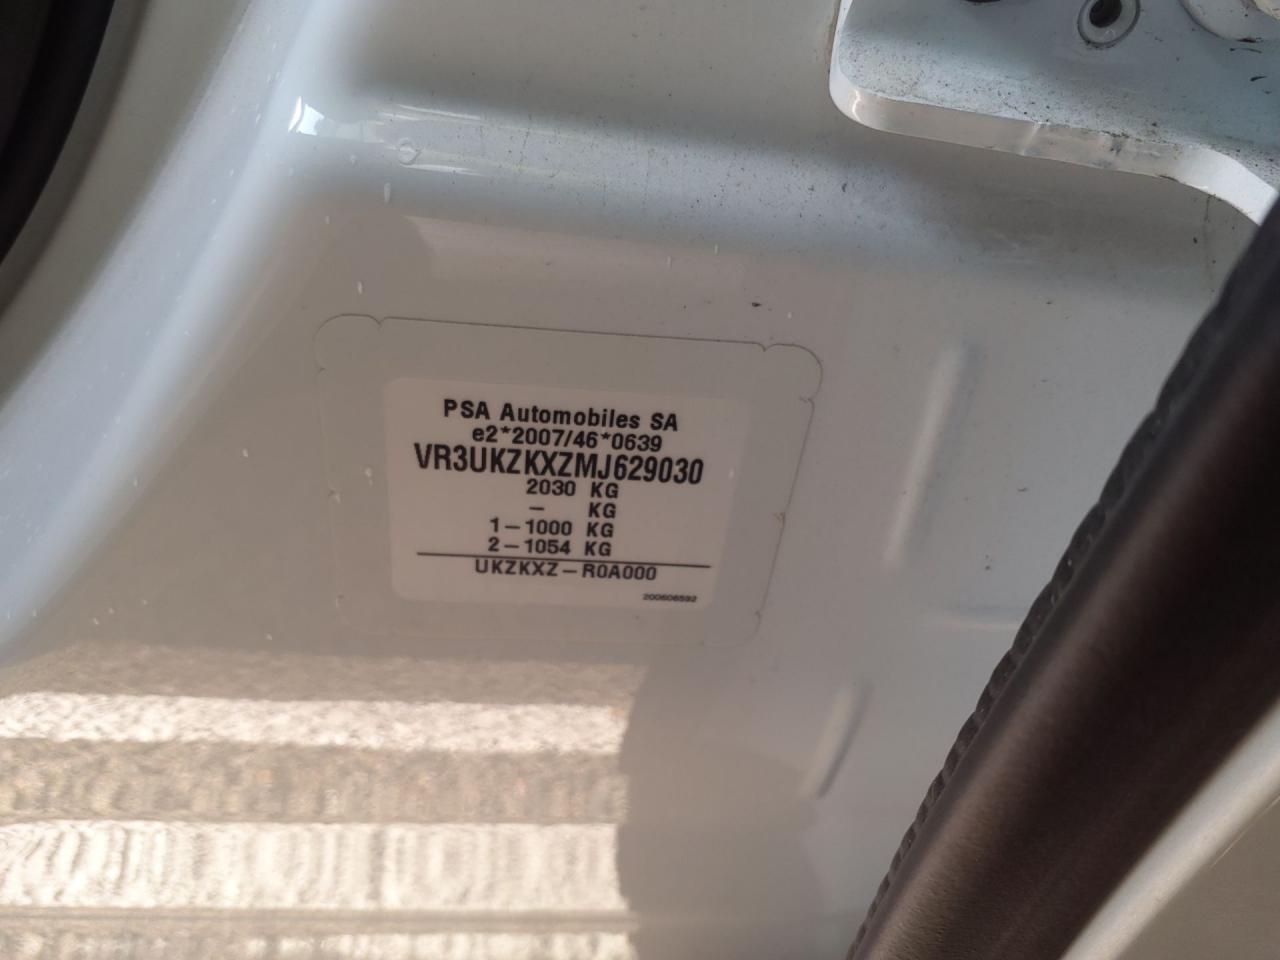 PSA Automobiles SA
e2*2007/46*0639
VR3UKZKXZMJ629030
2030 KG
– KG
1–1000 KG
2–1054 KG
UKZKXZ–R0A000
200606592